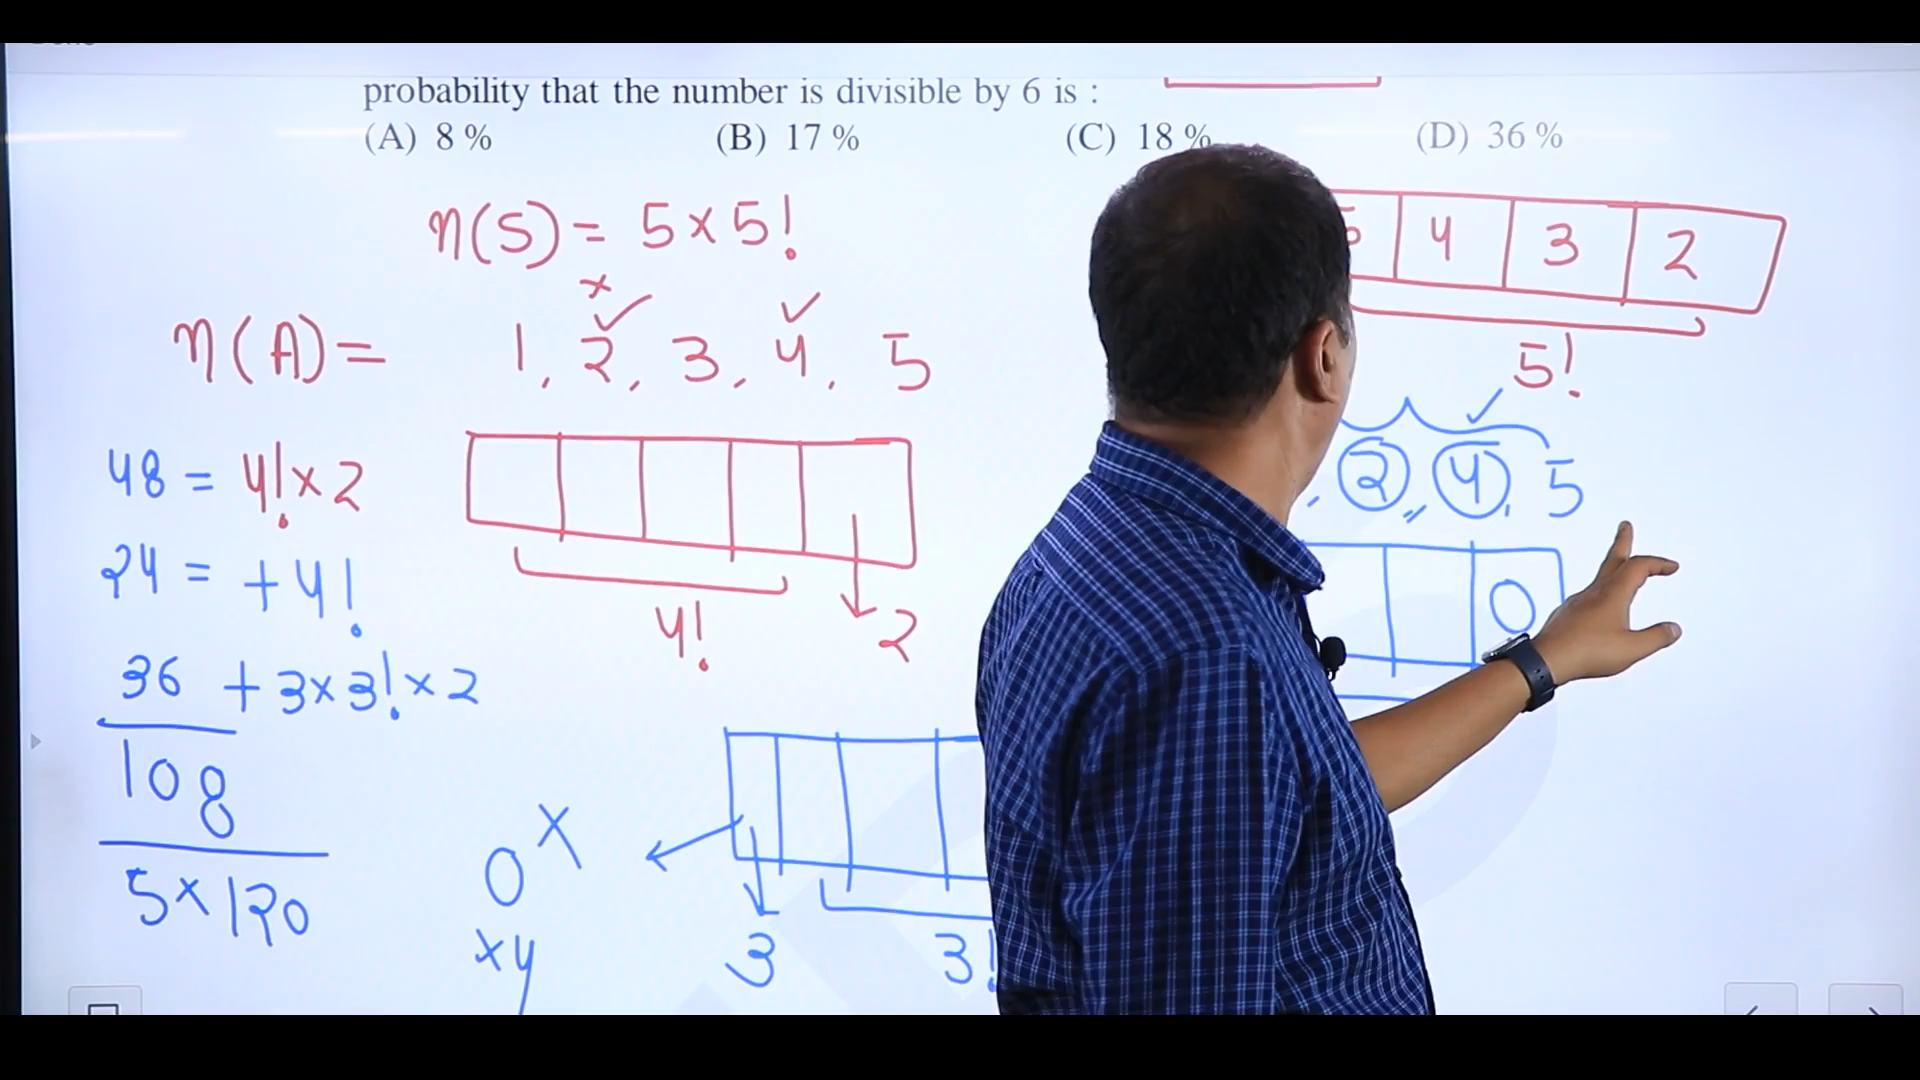 probability that the number is divisible by 6 is :
(A) 8 % (B) 17 % (C) 18 % (D) 36 %
n(S) = 5 × 5!
4 3 2
5!
×
n(A) = 1, 2, 3, 4, 5
48 = 4! × 2
, 2, 4, 5
24 = + 4!
0
4!
2
36 + 3 × 3! × 2
108
5 × 120
0 ×
xy
3
3!